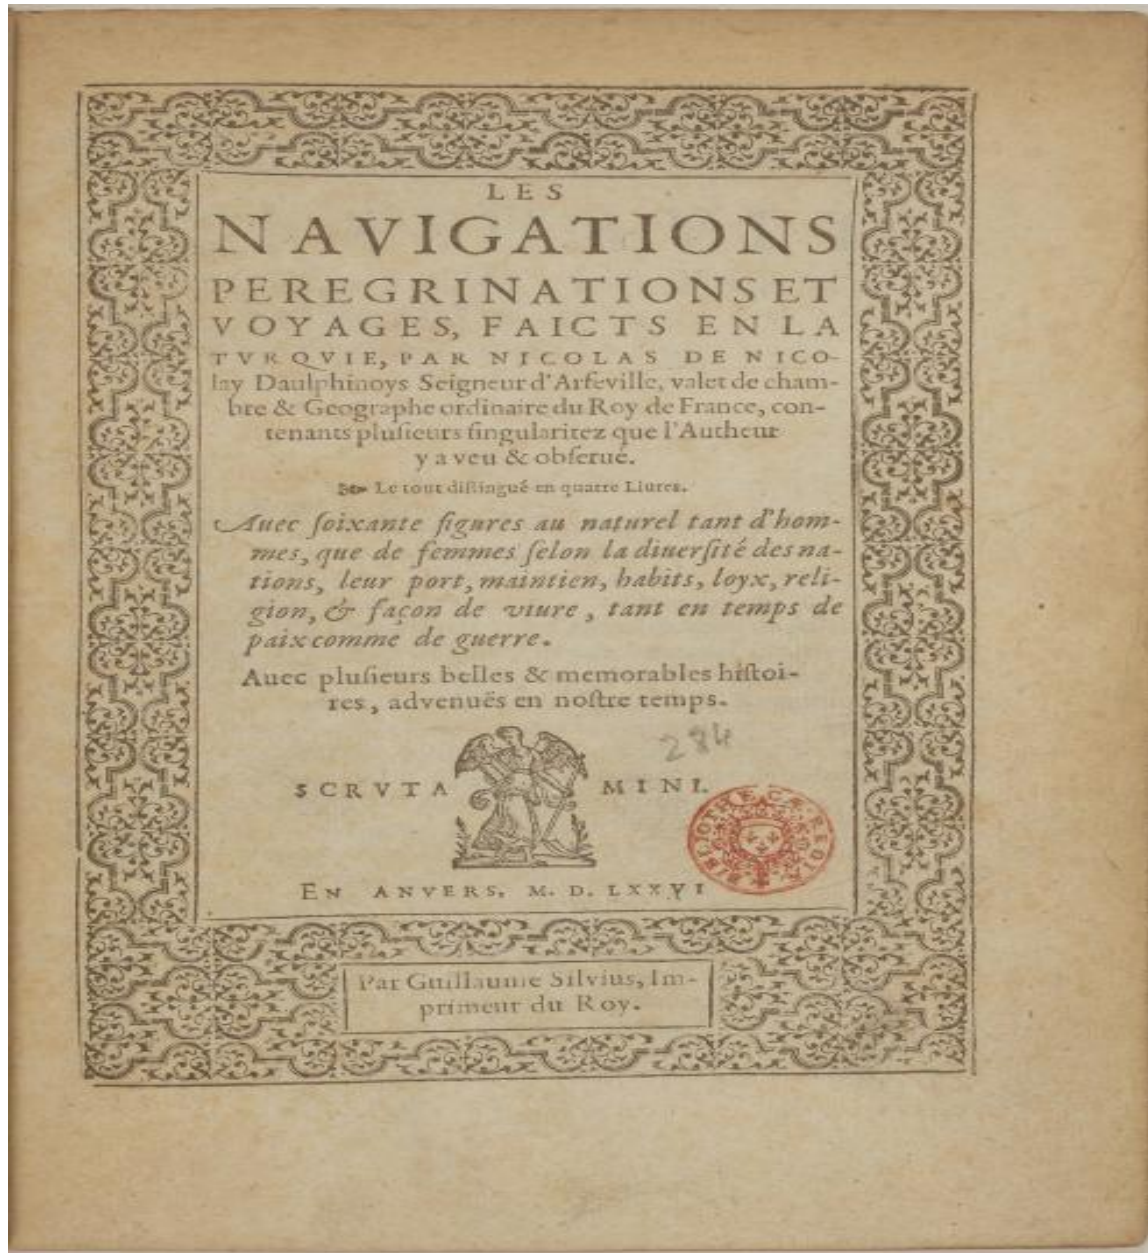 LES
NAVIGATIONS
PEREGRINATIONS ET
VOYAGES, FAICTS EN LA
TVRQVIE, PAR NICOLAS DE NICO-
lay Daulphinoys Seigneur d'Arfeville, valet de cham-
bre & Geographe ordinaire du Roy de France, con-
tenants pluſieurs ſingularitez que l'Autheur
y a veu & obſerué.
Le tout diſtingué en quatre Liures.
Auec ſoixante figures au naturel tant d'hom-
mes, que de femmes ſelon la diuerſité des na-
tions, leur port, maintien, habits, loyx, reli-
gion, & façon de viure, tant en temps de
paix comme de guerre.
Auec pluſieurs belles & memorables hiſtoi-
res, advenuës en noſtre temps.
284
SCRVTA MINI.
BIBLIOTHECÆ REGIÆ
EN ANVERS. M. D. LXXVI
Par Guillaume Silvius, Im-
primeur du Roy.